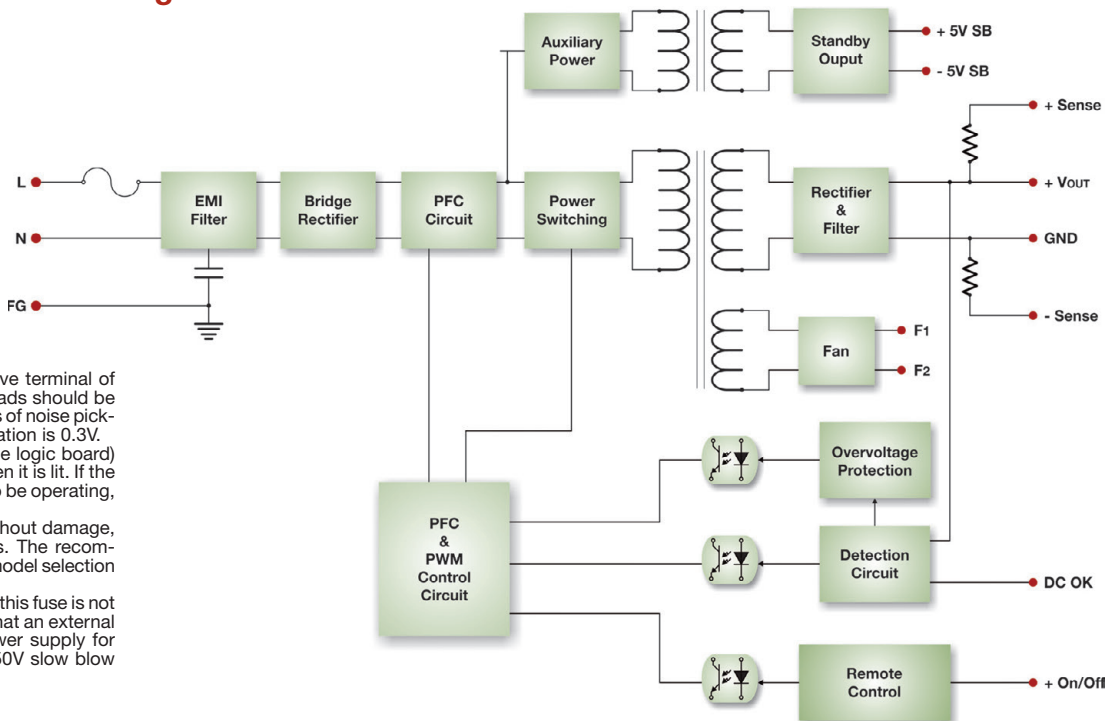 Auxiliary
Power
Standby
Ouput
+ 5V SB
- 5V SB
+ Sense
L
EMI
Filter
Bridge
Rectifier
PFC
Circuit
Power
Switching
Rectifier
&
Filter
+ VOUT
N
GND
FG
- Sense
Fan
F1
F2
ve terminal of
ads should be
s of noise pick-
ation is 0.3V.
e logic board)
en it is lit. If the
o be operating,
hout damage,
s. The recom-
model selection
this fuse is not
hat an external
wer supply for
50V slow blow
Overvoltage
Protection
PFC
&
PWM
Control
Circuit
Detection
Circuit
DC OK
Remote
Control
+ On/Off